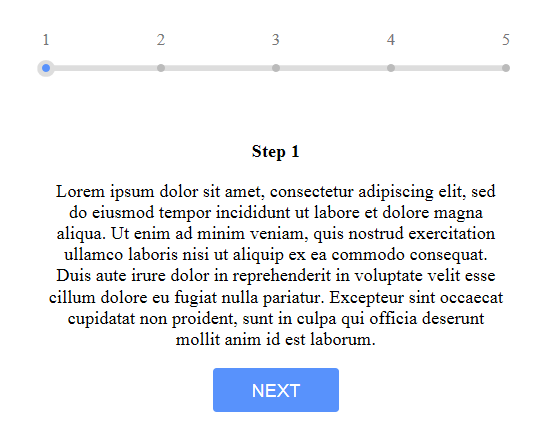 1 2 3 4 5
Step 1
Lorem ipsum dolor sit amet, consectetur adipiscing elit, sed
do eiusmod tempor incididunt ut labore et dolore magna
aliqua. Ut enim ad minim veniam, quis nostrud exercitation
ullamco laboris nisi ut aliquip ex ea commodo consequat.
Duis aute irure dolor in reprehenderit in voluptate velit esse
cillum dolore eu fugiat nulla pariatur. Excepteur sint occaecat
cupidatat non proident, sunt in culpa qui officia deserunt
mollit anim id est laborum.
NEXT